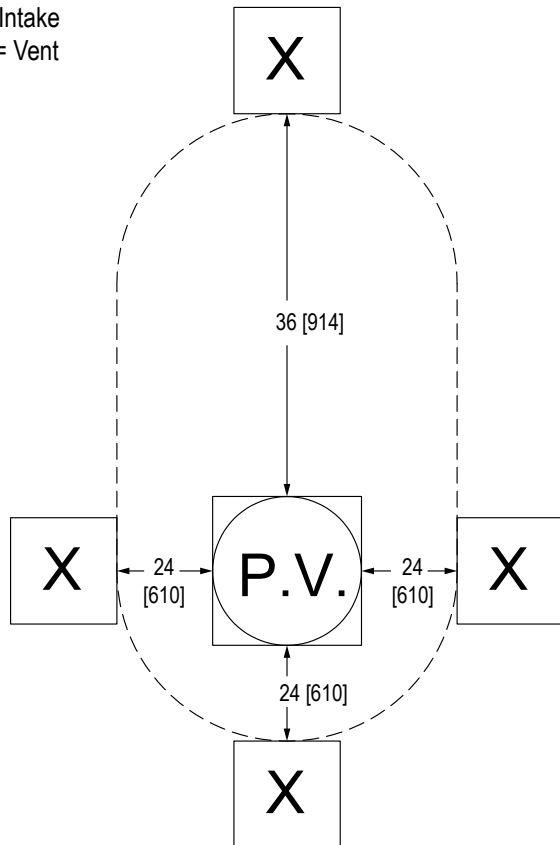 Intake
= Vent
X
36 [914]
X
24
[610]
P.V.
24
[610]
X
24 [610]
X